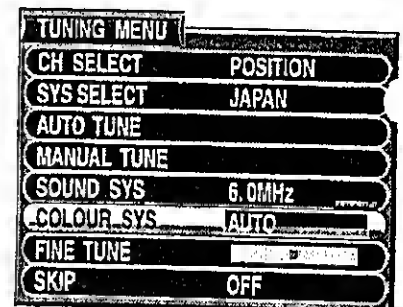 TUNING MENU
CH SELECT POSITION
SYS SELECT JAPAN
AUTO TUNE
MANUAL TUNE
SOUND SYS 6.0MHz
COLOUR SYS AUTO
FINE TUNE
SKIP OFF